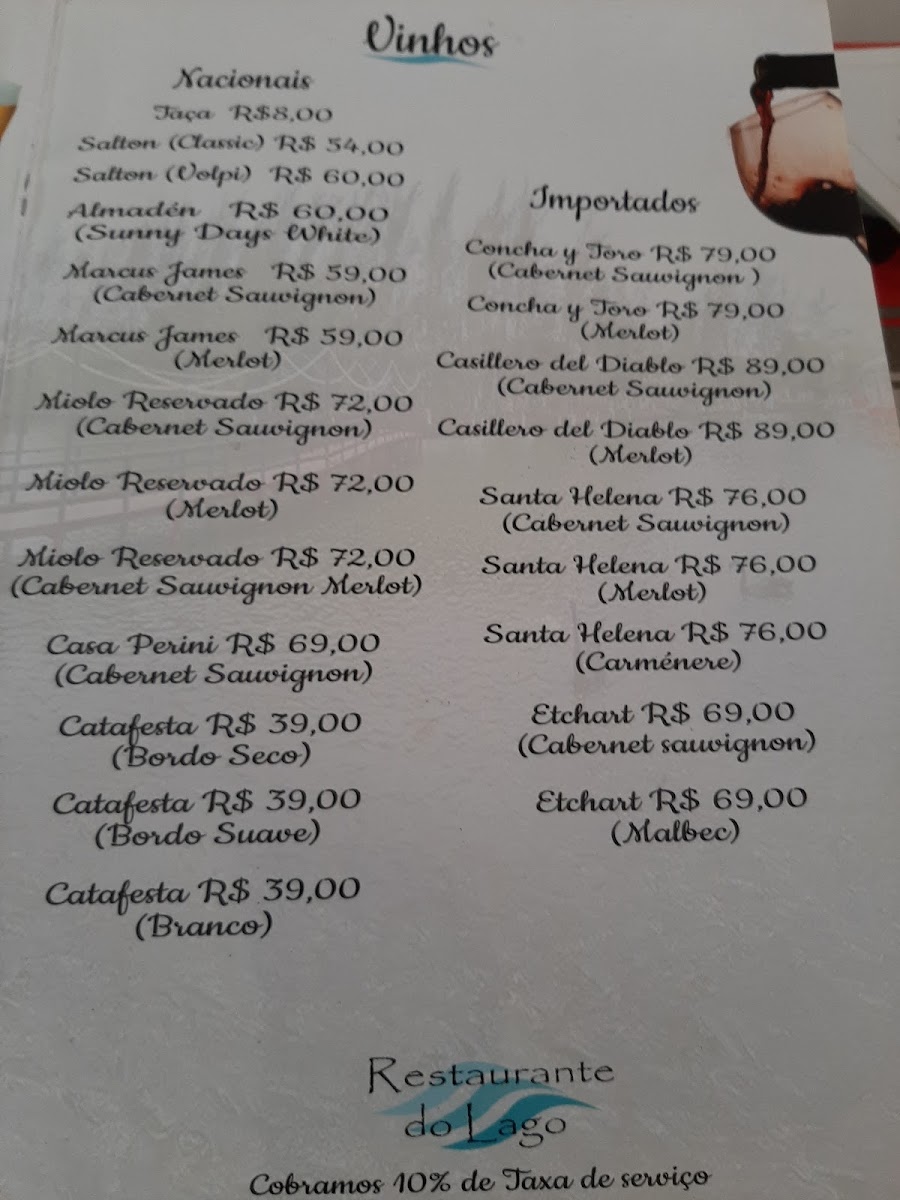 Vinhos
Nacionais
Taça R$8,00
Salton (Classic) R$ 54,00
Salton (Volpi) R$ 60,00
Almadén R$ 60,00
(Sunny Days White)
Marcus James R$ 59,00
(Cabernet Sauvignon)
Marcus James R$ 59,00
(Merlot)
Miolo Reservado R$ 72,00
(Cabernet Sauvignon)
Miolo Reservado R$ 72,00
(Merlot)
Miolo Reservado R$ 72,00
(Cabernet Sauvignon Merlot)
Casa Perini R$ 69,00
(Cabernet Sauvignon)
Catafesta R$ 39,00
(Bordo Seco)
Catafesta R$ 39,00
(Bordo Suave)
Catafesta R$ 39,00
(Branco)
Importados
Concha y Toro R$ 79,00
(Cabernet Sauvignon )
Concha y Toro R$ 79,00
(Merlot)
Casillero del Diablo R$ 89,00
(Cabernet Sauvignon)
Casillero del Diablo R$ 89,00
(Merlot)
Santa Helena R$ 76,00
(Cabernet Sauvignon)
Santa Helena R$ 76,00
(Merlot)
Santa Helena R$ 76,00
(Carménere)
Etchart R$ 69,00
(Cabernet sauvignon)
Etchart R$ 69,00
(Malbec)
Restaurante
do Lago
Cobramos 10% de Taxa de serviço